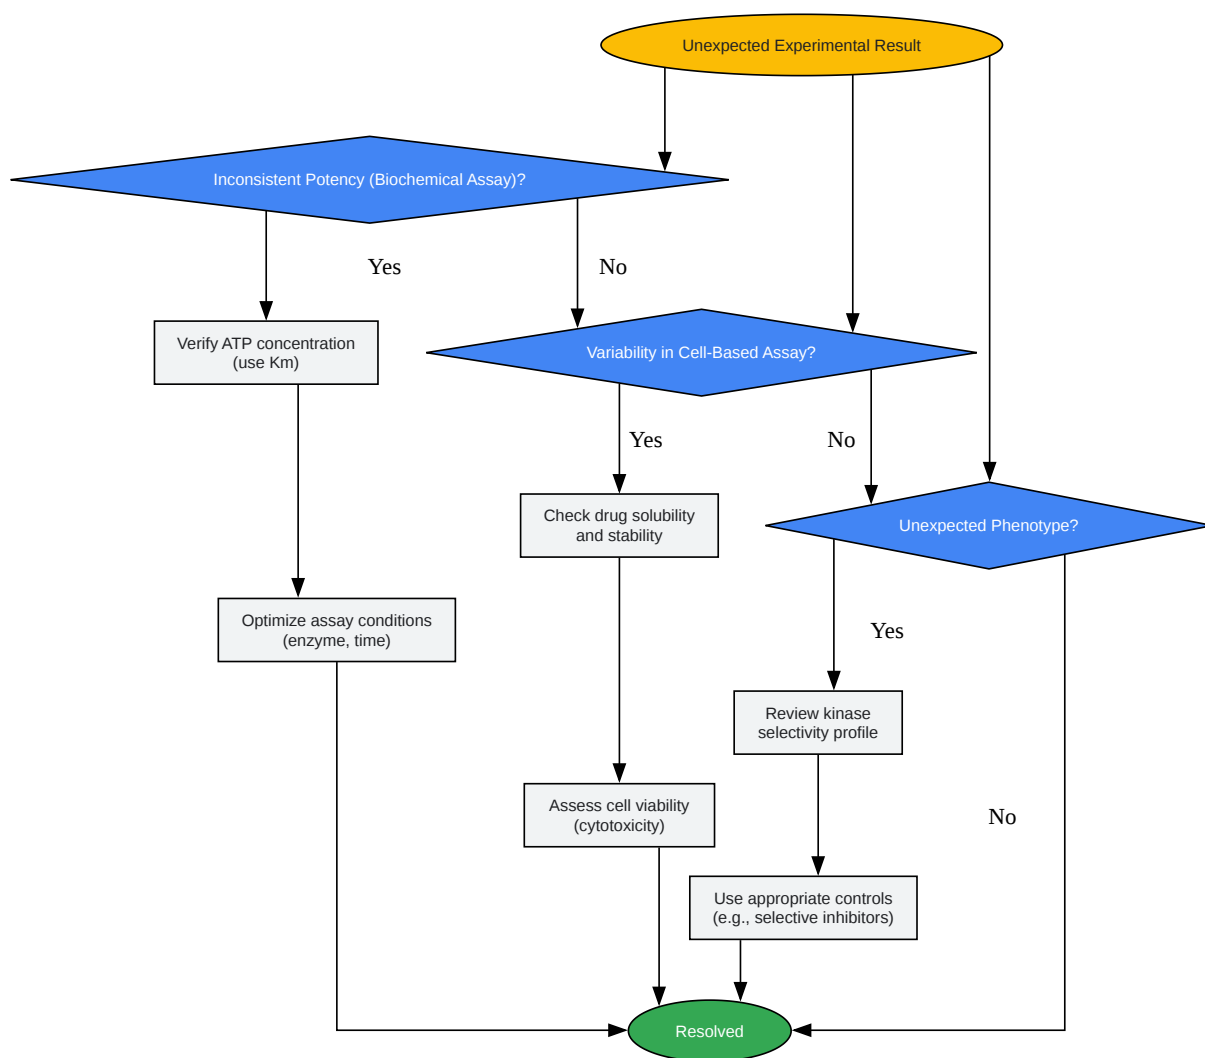 Unexpected Experimental Result
Inconsistent Potency (Biochemical Assay)?
Yes
No
Verify ATP concentration
(use Km)
Variability in Cell-Based Assay?
Yes
No
Check drug solubility
and stability
Unexpected Phenotype?
Optimize assay conditions
(enzyme, time)
Yes
Review kinase
selectivity profile
Assess cell viability
(cytotoxicity)
No
Use appropriate controls
(e.g., selective inhibitors)
Resolved